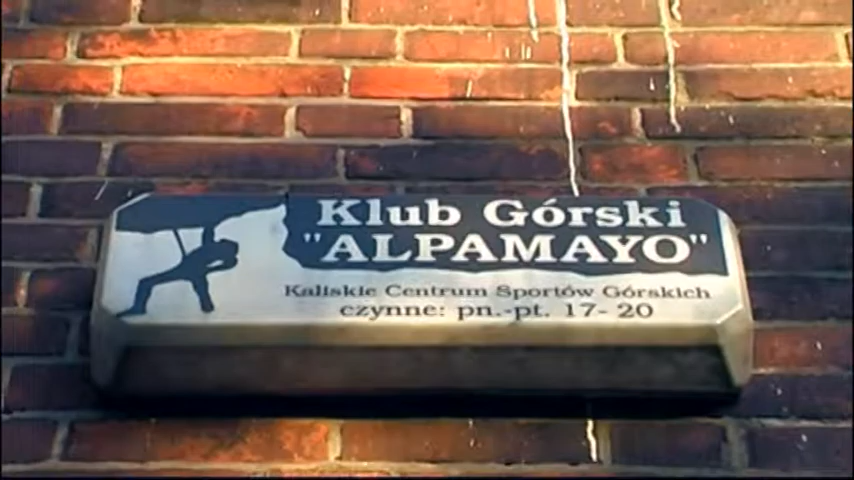 Klub Górski
"ALPAMAYO"
Kaliskie Centrum Sportów Górskich
czynne: pn.-pt. 17- 20